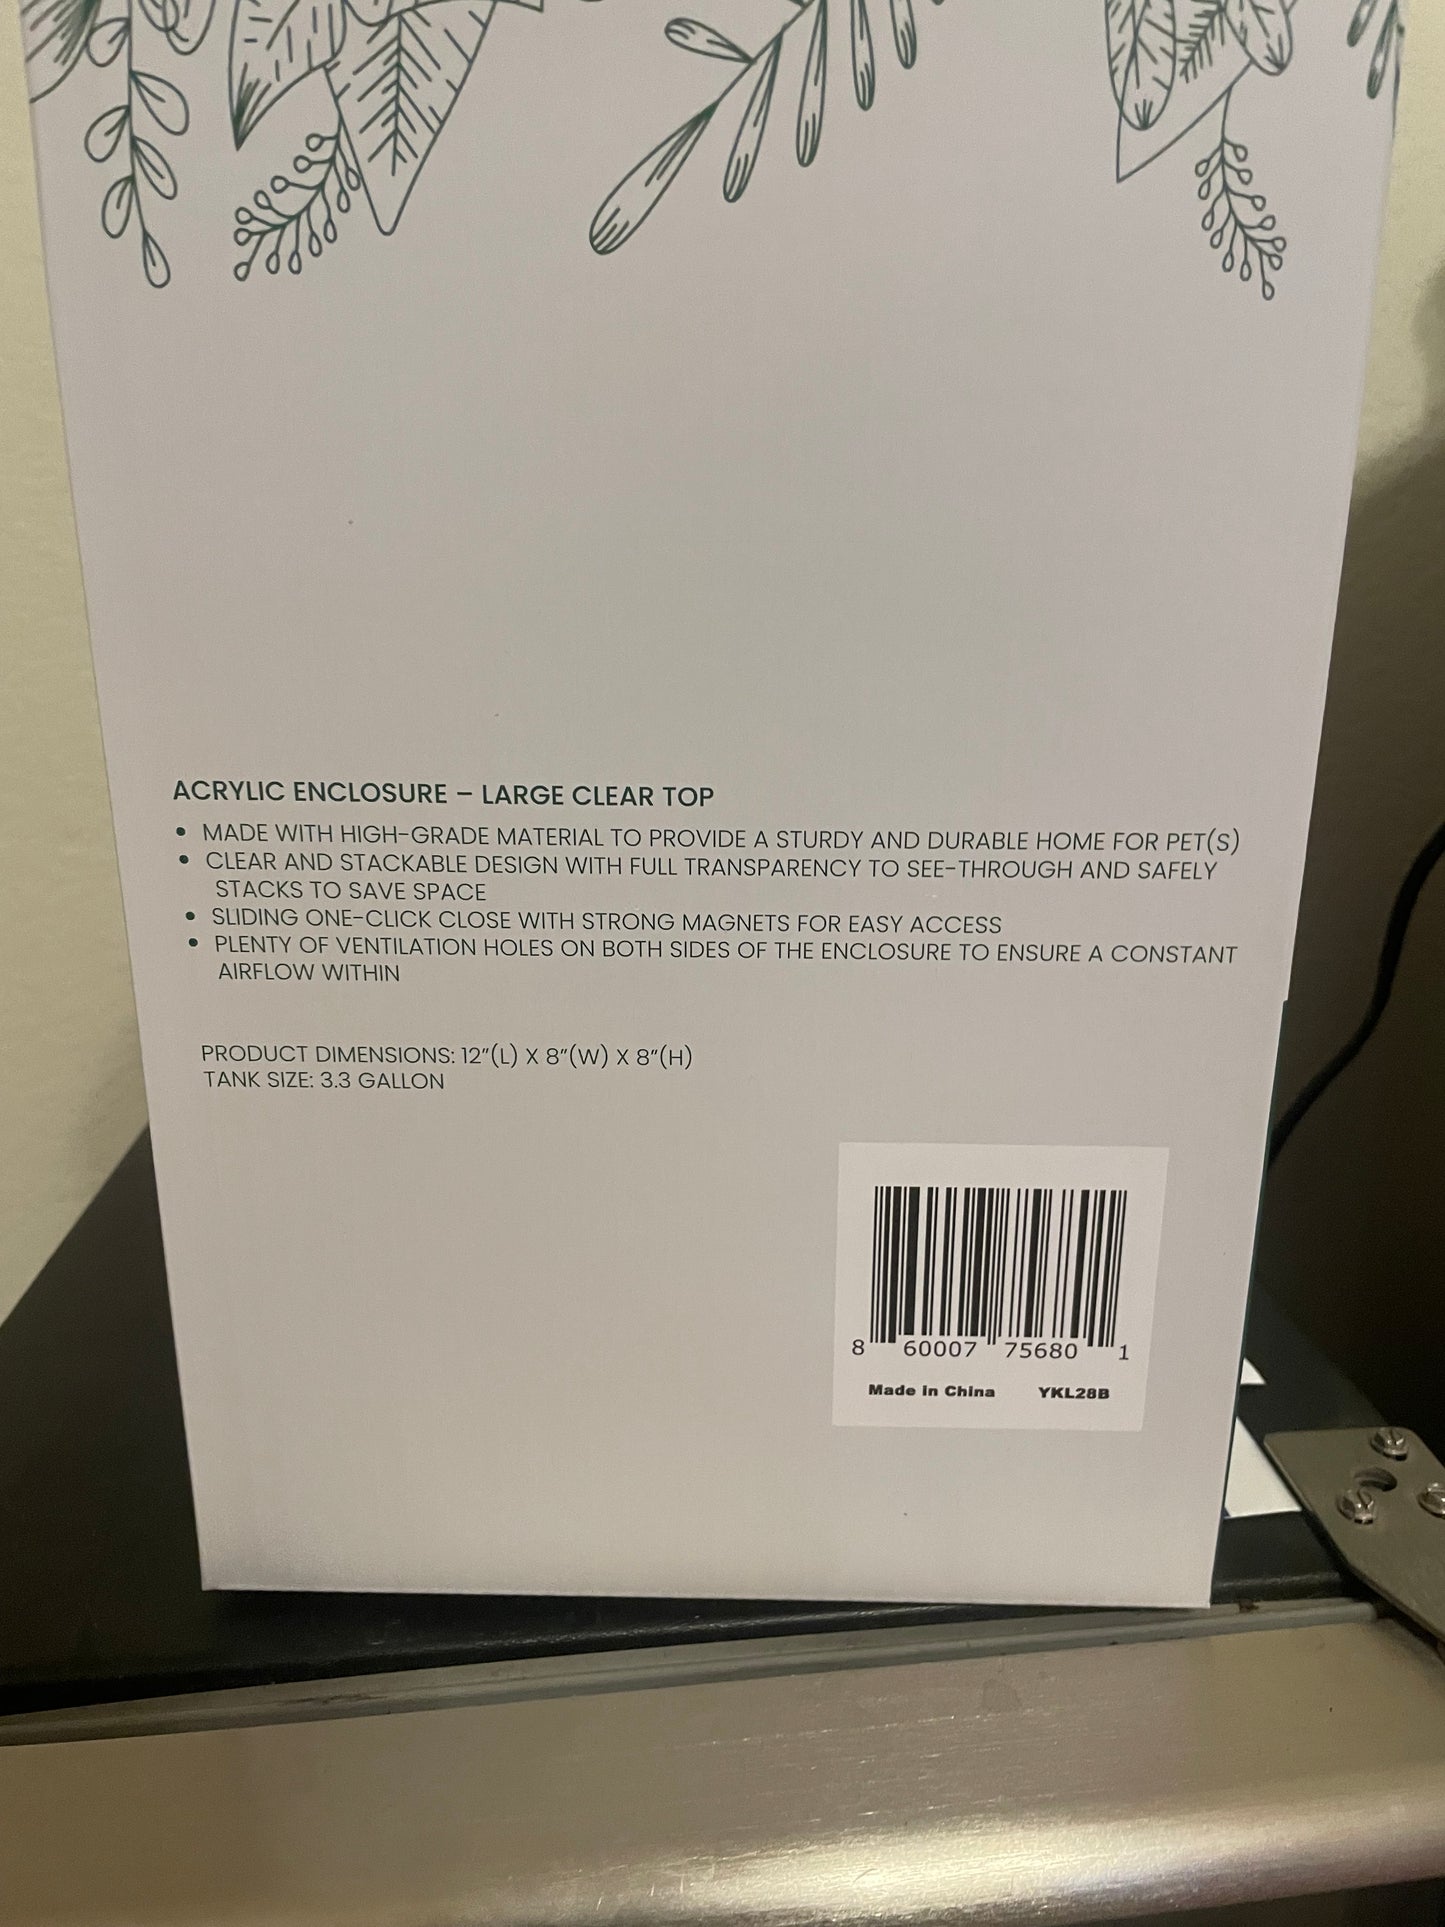 ACRYLIC ENCLOSURE – LARGE CLEAR TOP
• MADE WITH HIGH-GRADE MATERIAL TO PROVIDE A STURDY AND DURABLE HOME FOR PET(S)
• CLEAR AND STACKABLE DESIGN WITH FULL TRANSPARENCY TO SEE-THROUGH AND SAFELY
STACKS TO SAVE SPACE
• SLIDING ONE-CLICK CLOSE WITH STRONG MAGNETS FOR EASY ACCESS
• PLENTY OF VENTILATION HOLES ON BOTH SIDES OF THE ENCLOSURE TO ENSURE A CONSTANT
AIRFLOW WITHIN
PRODUCT DIMENSIONS: 12"(L) X 8"(W) X 8"(H)
TANK SIZE: 3.3 GALLON
8 60007 75680 1
Made in China YKL28B